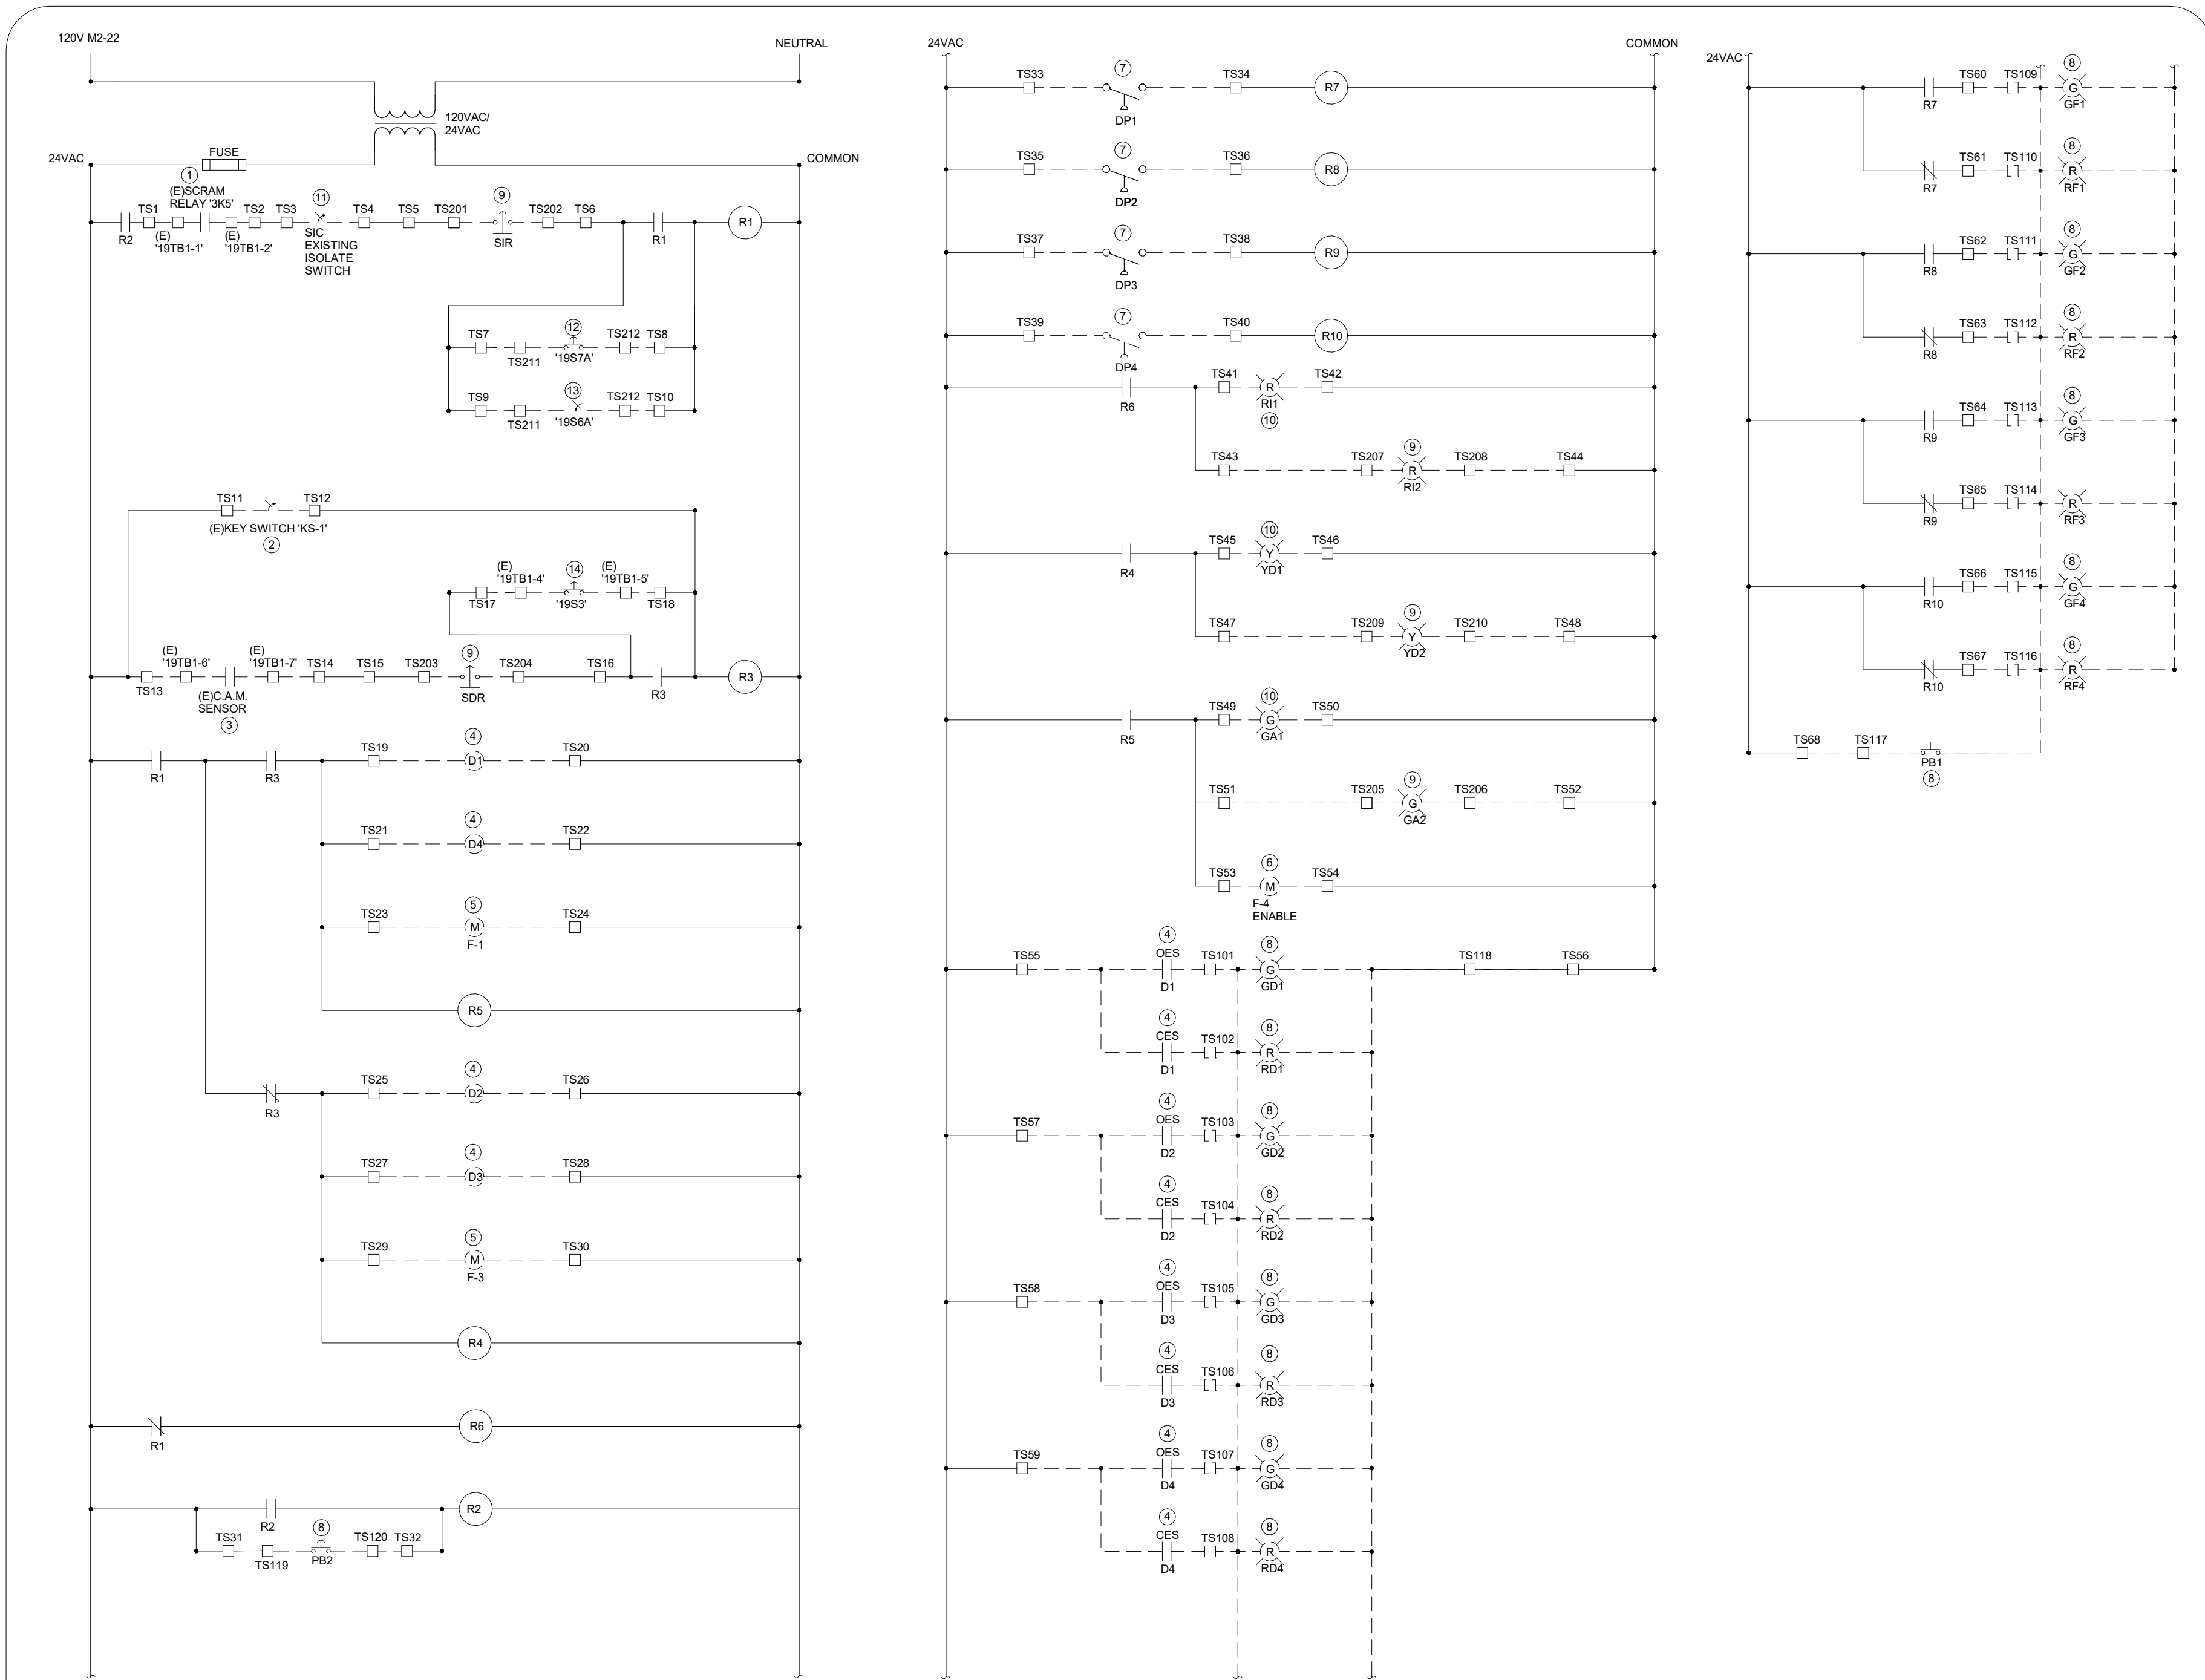 120V M2-22
NEUTRAL
120VAC/
24VAC
24VAC
FUSE
COMMON
1
(E)SCRAM
RELAY '3K5'
11
9
TS1
TS2
TS3
TS4
TS5
TS201
TS202
TS6
R2
(E)
'19TB1-1'
(E)
'19TB1-2'
SIC
EXISTING
ISOLATE
SWITCH
SIR
R1
R1
12
TS7
TS212
TS8
TS211
'19S7A'
13
TS9
TS212
TS10
TS211
'19S6A'
TS11
TS12
(E)KEY SWITCH 'KS-1'
2
(E)
'19TB1-4'
14
(E)
'19TB1-5'
TS17
'19S3'
TS18
(E)
'19TB1-6'
(E)
'19TB1-7'
TS14
TS15
TS203
9
TS204
TS16
TS13
(E)C.A.M.
SENSOR
3
SDR
R3
R3
4
TS19
D1
TS20
R1
R3
4
TS21
D4
TS22
5
TS23
M
TS24
F-1
R5
4
TS25
D2
TS26
R3
4
TS27
D3
TS28
5
TS29
M
TS30
F-3
R4
R6
R1
R2
R2
8
TS31
TS120
TS32
TS119
PB2
24VAC
COMMON
7
TS33
TS34
R7
DP1
7
TS35
TS36
R8
DP2
7
TS37
TS38
R9
DP3
7
TS39
TS40
R10
DP4
TS41
R
TS42
R6
RI1
10
9
TS43
TS207
R
TS208
TS44
RI2
10
TS45
Y
TS46
R4
YD1
9
TS47
TS209
Y
TS210
TS48
YD2
10
TS49
G
TS50
R5
GA1
9
TS51
TS205
G
TS206
TS52
GA2
6
TS53
M
TS54
F-4
ENABLE
4
8
TS55
OES
TS101
G
TS118
TS56
D1
GD1
4
8
CES
TS102
R
D1
RD1
4
8
TS57
OES
TS103
G
D2
GD2
4
8
CES
TS104
R
D2
RD2
4
8
TS58
OES
TS105
G
D3
GD3
4
8
CES
TS106
R
D3
RD3
4
8
TS59
OES
TS107
G
D4
GD4
4
8
CES
TS108
R
D4
RD4
24VAC
8
TS60
TS109
G
R7
GF1
8
TS61
TS110
R
R7
RF1
8
TS62
TS111
G
R8
GF2
8
TS63
TS112
R
R8
RF2
8
TS64
TS113
G
R9
GF3
TS65
TS114
R
R9
RF3
8
TS66
TS115
G
R10
GF4
8
TS67
TS116
R
R10
RF4
TS68
TS117
PB1
8